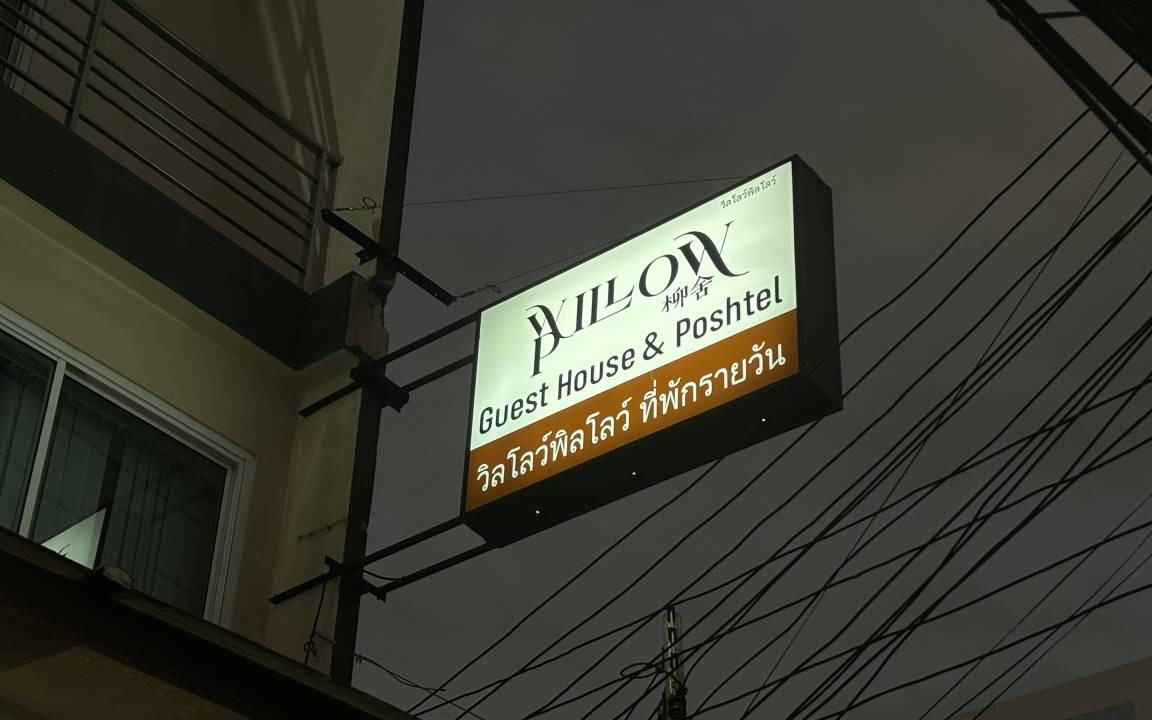 วิลโลว์พิลโลว์
WILLOW
P
柳舍
Guest House & Poshtel
วิลโลว์พิลโลว์ ที่พักรายวัน